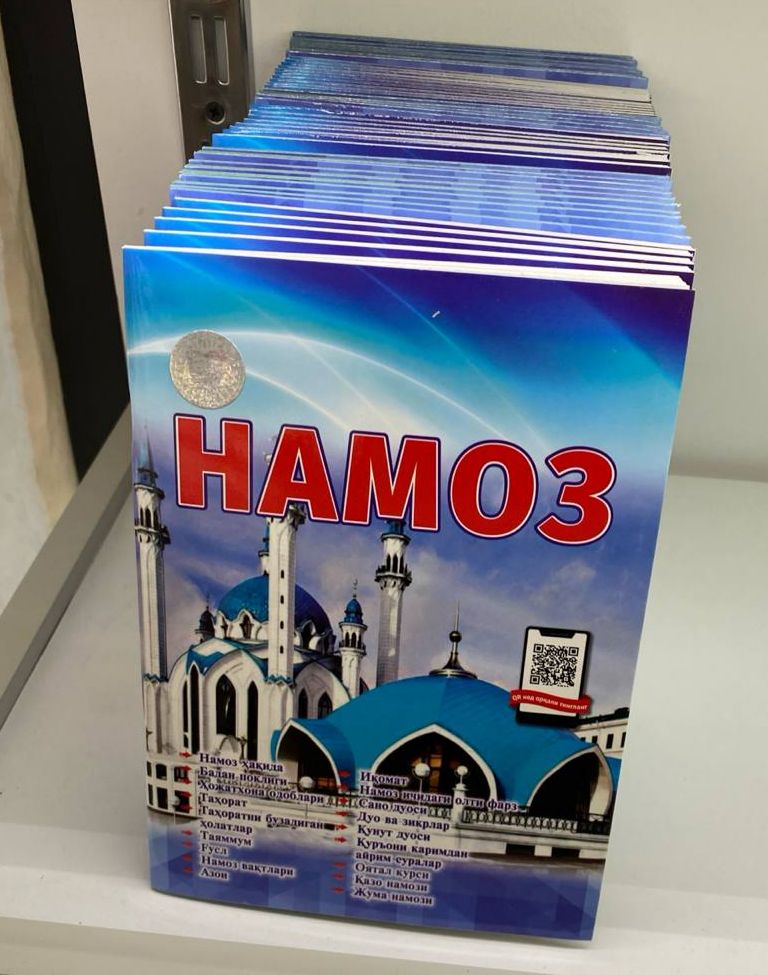 НАМОЗ
QR код орқали тингланг
Намоз ҳақида
Бадан поклиги
Ҳожатхона одоблари
Таҳорат
Таҳоратни бузадиган
ҳолатлар
Таяммум
Ғусл
Намоз вақтлари
Азон
Иқомат
Намоз ичидаги олти фарз
Сано дуоси
Дуо ва зикрлар
Қунут дуоси
Қуръони каримдан
айрим суралар
Оятал курси
Қазо намози
Жума намози